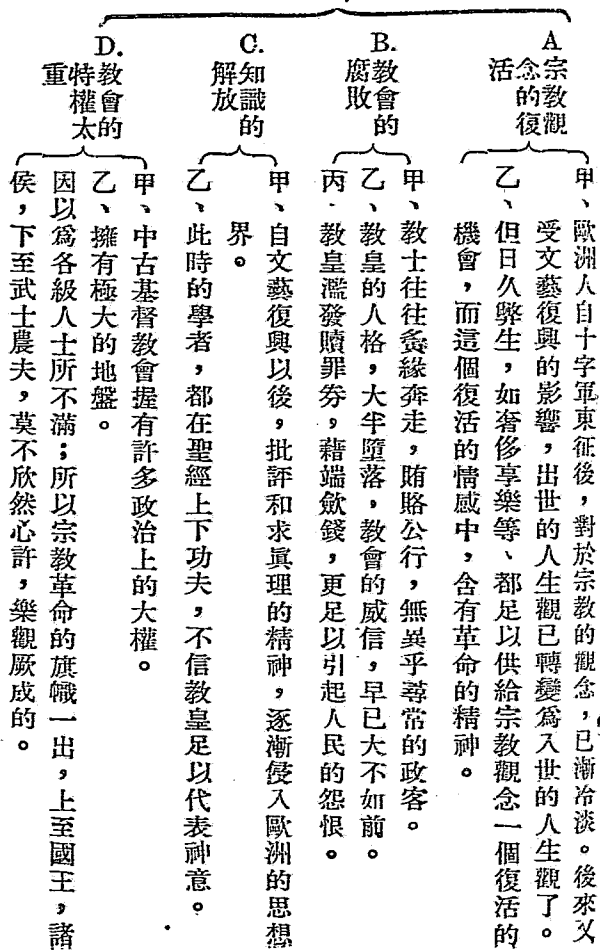 A 宗教觀
念的復
活
甲、歐洲人自十字軍東征後，對於宗教的觀念，已漸冷淡。後來又
受文藝復興的影響，出世的人生觀已轉變爲入世的人生觀了。
乙、但日久弊生，如奢侈享樂等、都足以供給宗教觀念一個復活的
機會，而這個復活的情感中，含有革命的精神。
B. 教會的
腐敗
甲、教士往往夤緣奔走，賄賂公行，無異乎尋常的政客。
乙、教皇的人格，大半墮落，教會的威信，早已大不如前。
丙．教皇濫發贖罪券，藉端斂錢，更足以引起人民的怨恨。
C. 知識的
解放
甲、自文藝復興以後，批評和求眞理的精神，逐漸侵入歐洲的思想
界。
乙、此時的學者，都在聖經上下功夫，不信教皇足以代表神意。
D. 教會的
特權太
重
甲、中古基督教會握有許多政治上的大權。
乙、擁有極大的地盤。
因以爲各級人士所不滿；所以宗教革命的旗幟一出，上至國王，諸
侯，下至武士農夫，莫不欣然心許，樂觀厥成的。